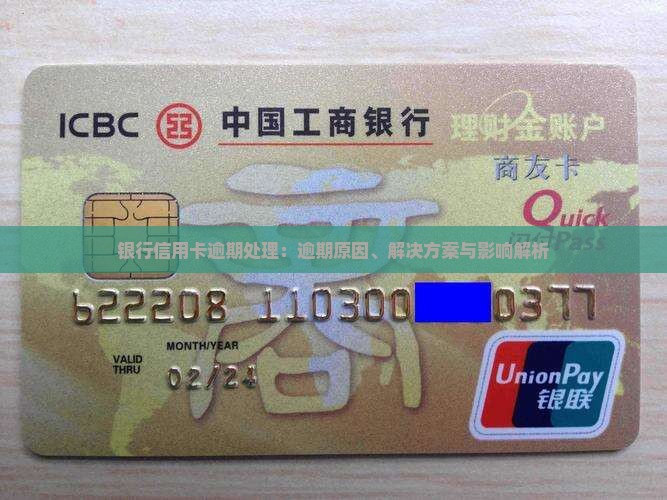 ICBC 中国工商银行 理财金账户
商友卡
Quick
Pass
银行信用卡逾期处理：逾期原因、解决方案与影响解析
622208 110300 0377
MONTH/YEAR
VALID THRU
02/24
UnionPay
银联